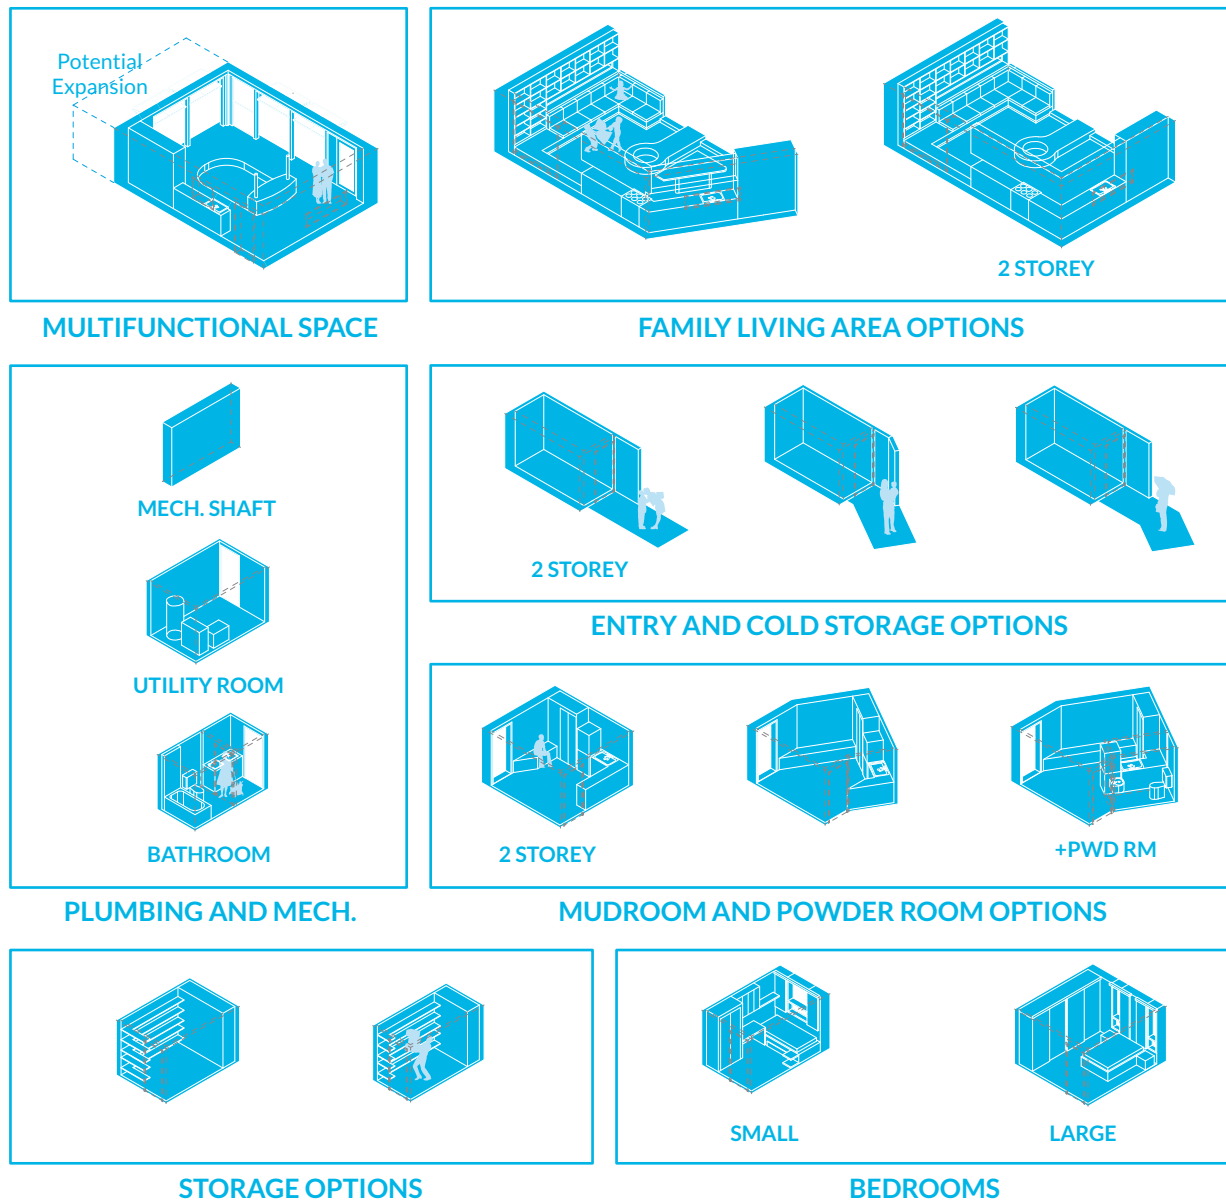 Potential
Expansion
2 STOREY
MULTIFUNCTIONAL SPACE
FAMILY LIVING AREA OPTIONS
MECH. SHAFT
UTILITY ROOM
BATHROOM
PLUMBING AND MECH.
2 STOREY
ENTRY AND COLD STORAGE OPTIONS
2 STOREY
+PWD RM
MUDROOM AND POWDER ROOM OPTIONS
STORAGE OPTIONS
SMALL
LARGE
BEDROOMS